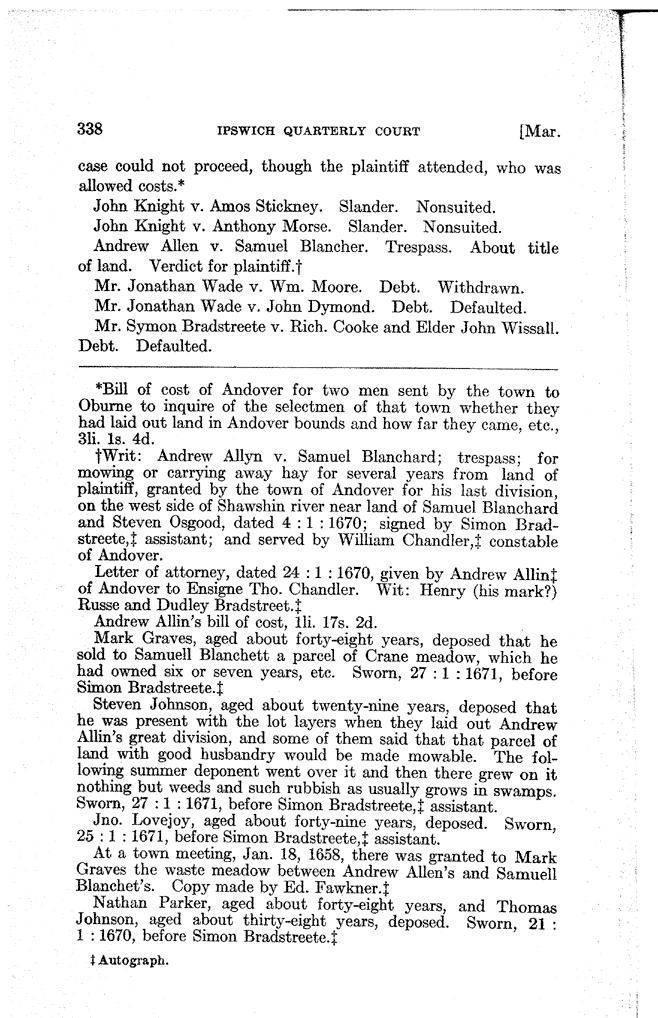 338 IPSWICH QUARTERLY COURT [Mar.
case could not proceed, though the plaintiff attended, who was
allowed costs.*
John Knight v. Amos Stickney. Slander. Nonsuited.
John Knight v. Anthony Morse. Slander. Nonsuited.
Andrew Allen v. Samuel Blancher. Trespass. About title
of land. Verdict for plaintiff.†
Mr. Jonathan Wade v. Wm. Moore. Debt. Withdrawn.
Mr. Jonathan Wade v. John Dymond. Debt. Defaulted.
Mr. Symon Bradstreete v. Rich. Cooke and Elder John Wissall.
Debt. Defaulted.
*Bill of cost of Andover for two men sent by the town to
Oburne to inquire of the selectmen of that town whether they
had laid out land in Andover bounds and how far they came, etc.,
3li. 1s. 4d.
†Writ: Andrew Allyn v. Samuel Blanchard; trespass; for
mowing or carrying away hay for several years from land of
plaintiff, granted by the town of Andover for his last division,
on the west side of Shawshin river near land of Samuel Blanchard
and Steven Osgood, dated 4 : 1 : 1670; signed by Simon Brad-
streete,‡ assistant; and served by William Chandler,‡ constable
of Andover.
Letter of attorney, dated 24 : 1 : 1670, given by Andrew Allin‡
of Andover to Ensigne Tho. Chandler. Wit: Henry (his mark?)
Russe and Dudley Bradstreet.‡
Andrew Allin's bill of cost, 1li. 17s. 2d.
Mark Graves, aged about forty-eight years, deposed that he
sold to Samuell Blanchett a parcel of Crane meadow, which he
had owned six or seven years, etc. Sworn, 27 : 1 : 1671, before
Simon Bradstreete.‡
Steven Johnson, aged about twenty-nine years, deposed that
he was present with the lot layers when they laid out Andrew
Allin's great division, and some of them said that that parcel of
land with good husbandry would be made mowable. The fol-
lowing summer deponent went over it and then there grew on it
nothing but weeds and such rubbish as usually grows in swamps.
Sworn, 27 : 1 : 1671, before Simon Bradstreete,‡ assistant.
Jno. Lovejoy, aged about forty-nine years, deposed. Sworn,
25 : 1 : 1671, before Simon Bradstreete,‡ assistant.
At a town meeting, Jan. 18, 1658, there was granted to Mark
Graves the waste meadow between Andrew Allen's and Samuell
Blanchet's. Copy made by Ed. Fawkner.‡
Nathan Parker, aged about forty-eight years, and Thomas
Johnson, aged about thirty-eight years, deposed. Sworn, 21 :
1 : 1670, before Simon Bradstreete.‡
‡ Autograph.